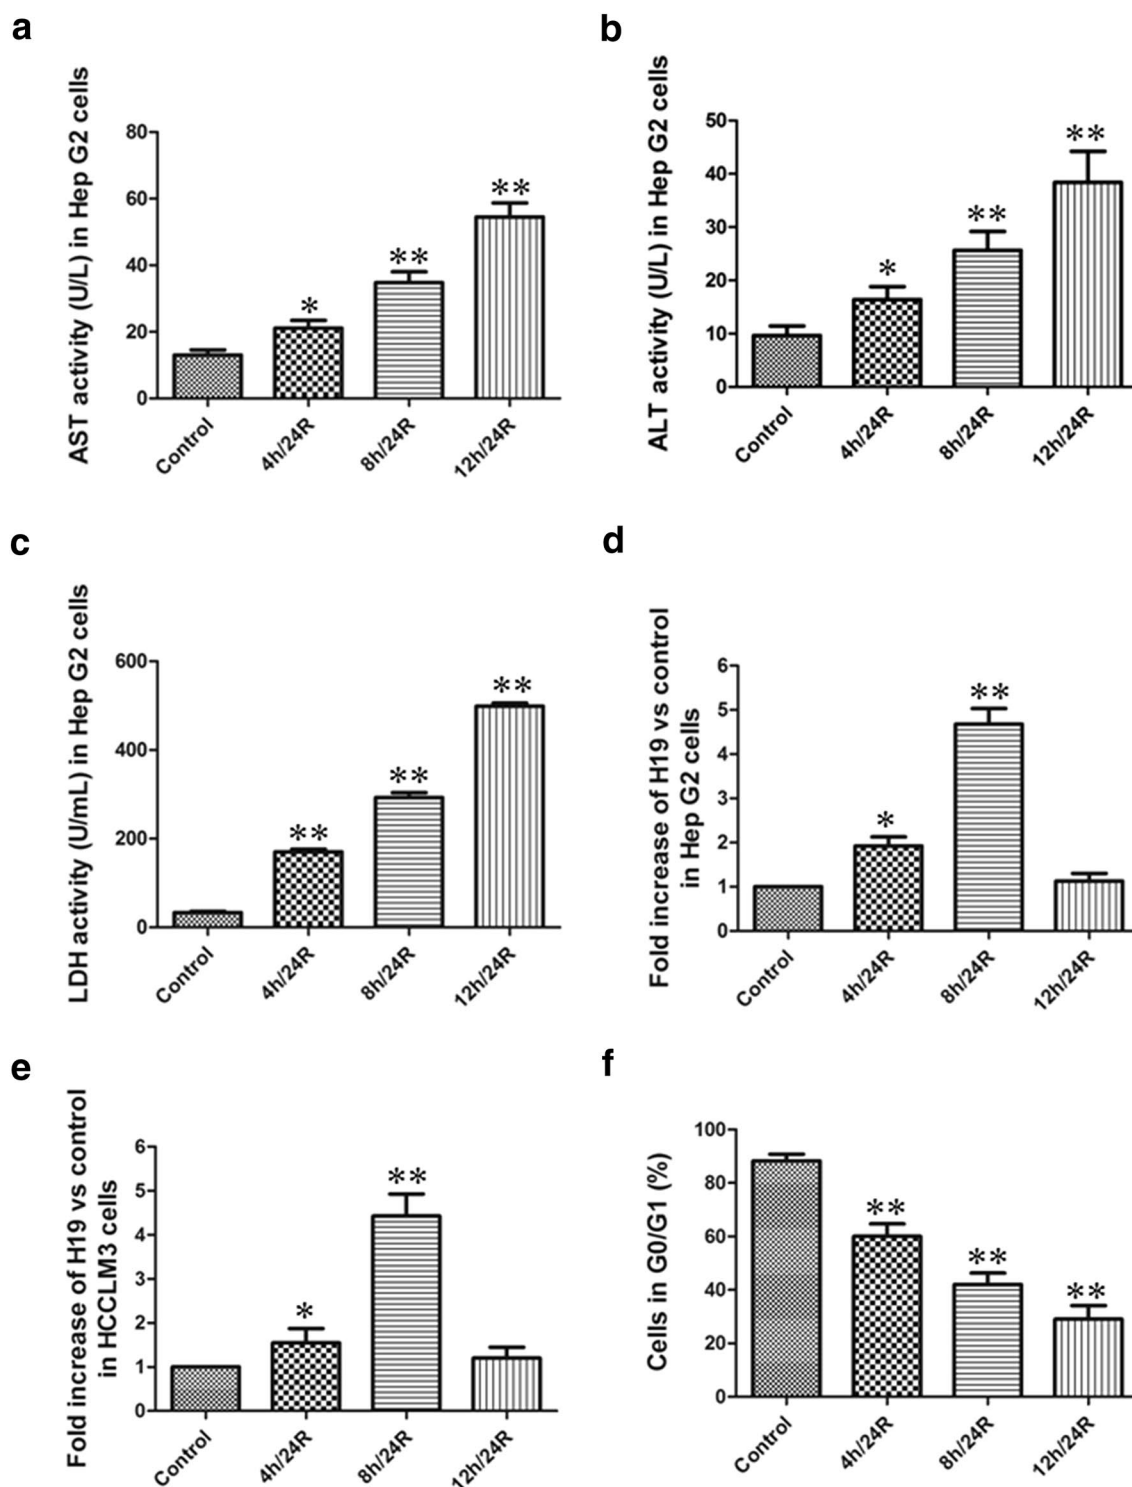 a
AST activity (U/L) in Hep G2 cells
80
60
40
20
0
*
**
**
Control
4h/24R
8h/24R
12h/24R
b
ALT activity (U/L) in Hep G2 cells
50
40
30
20
10
0
*
**
**
Control
4h/24R
8h/24R
12h/24R
c
LDH activity (U/mL) in Hep G2 cells
600
400
200
0
**
**
**
Control
4h/24R
8h/24R
12h/24R
d
Fold increase of H19 vs control
in Hep G2 cells
6
5
4
3
2
1
0
*
**
Control
4h/24R
8h/24R
12h/24R
e
Fold increase of H19 vs control
in HCCLM3 cells
6
5
4
3
2
1
0
*
**
Control
4h/24R
8h/24R
12h/24R
f
Cells in G0/G1 (%)
100
80
60
40
20
0
**
**
**
Control
4h/24R
8h/24R
12h/24R